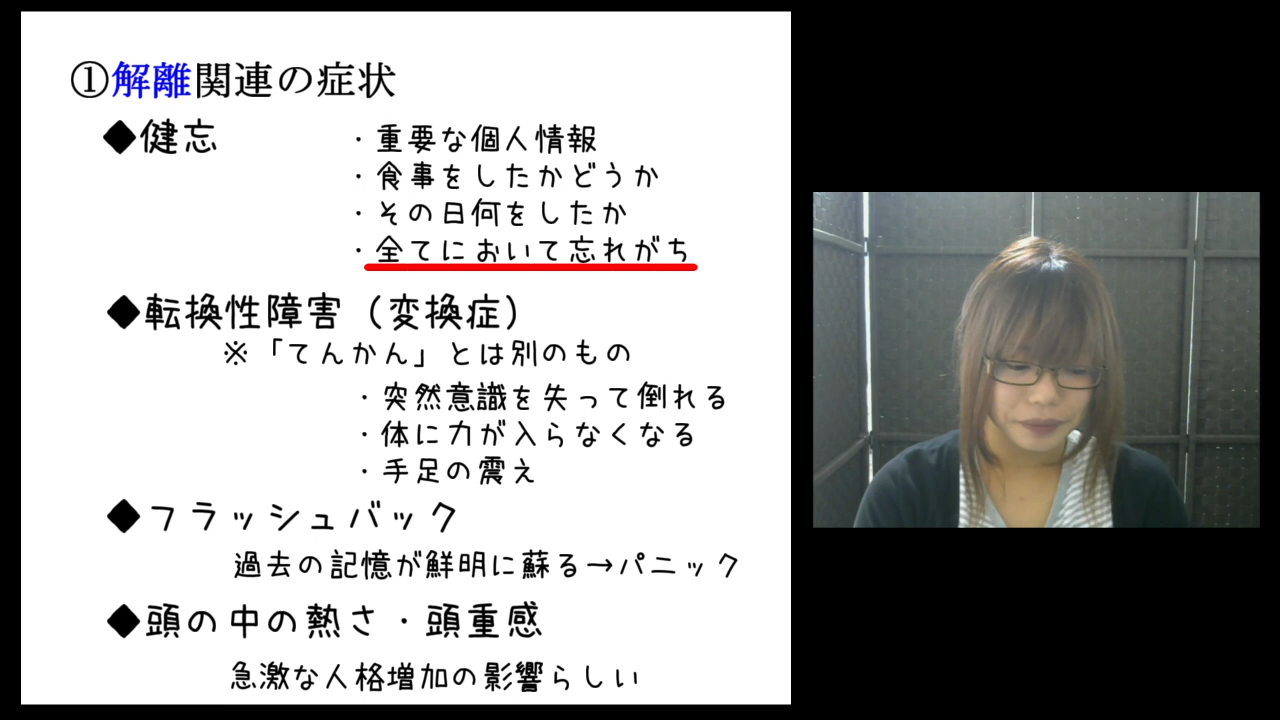 ①解離関連の症状
◆健忘
・重要な個人情報
・食事をしたかどうか
・その日何をしたか
・全てにおいて忘れがち
◆転換性障害（変換症）
※「てんかん」とは別のもの
・突然意識を失って倒れる
・体に力が入らなくなる
・手足の震え
◆フラッシュバック
過去の記憶が鮮明に蘇る→パニック
◆頭の中の熱さ・頭重感
急激な人格増加の影響らしい